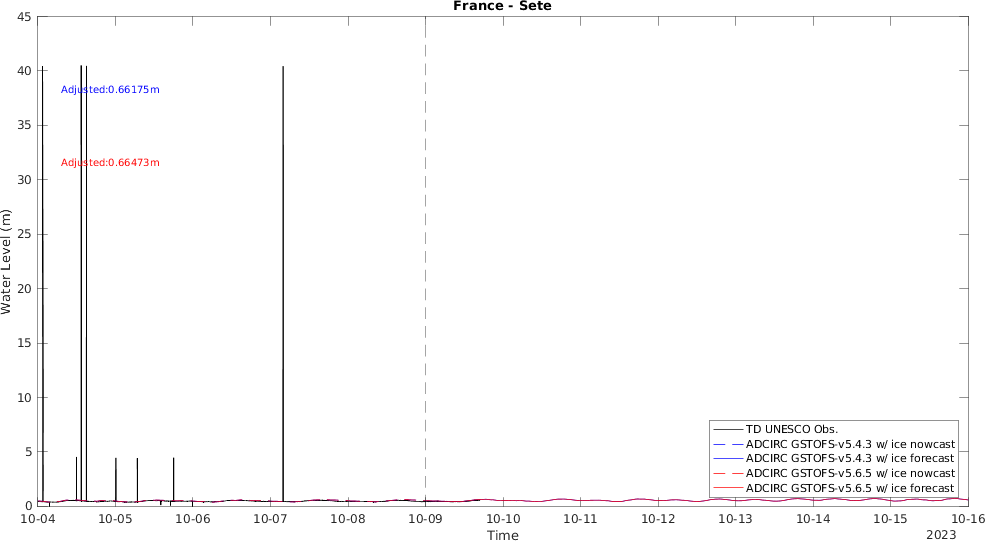 France - Sete
45
40
35
30
25
20
15
10
5
0
Water Level (m)
Adjusted:0.66175m
Adjusted:0.66473m
TD UNESCO Obs.
ADCIRC GSTOFS-v5.4.3 w/ ice nowcast
ADCIRC GSTOFS-v5.4.3 w/ ice forecast
ADCIRC GSTOFS-v5.6.5 w/ ice nowcast
ADCIRC GSTOFS-v5.6.5 w/ ice forecast
10-04 10-05 10-06 10-07 10-08 10-09 10-10 10-11 10-12 10-13 10-14 10-15 10-16
Time
2023